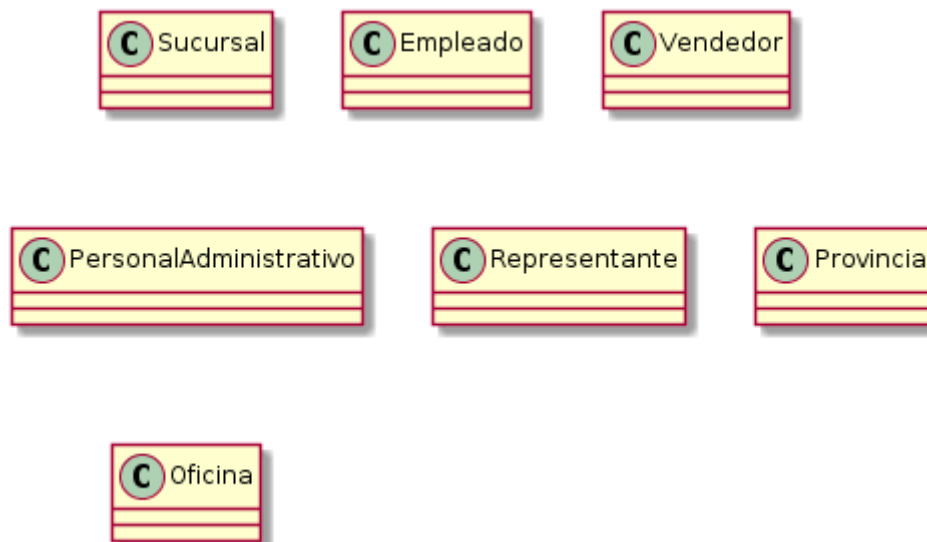 C Sucursal
C Empleado
C Vendedor
C PersonalAdministrativo
C Representante
C Provincia
C Oficina